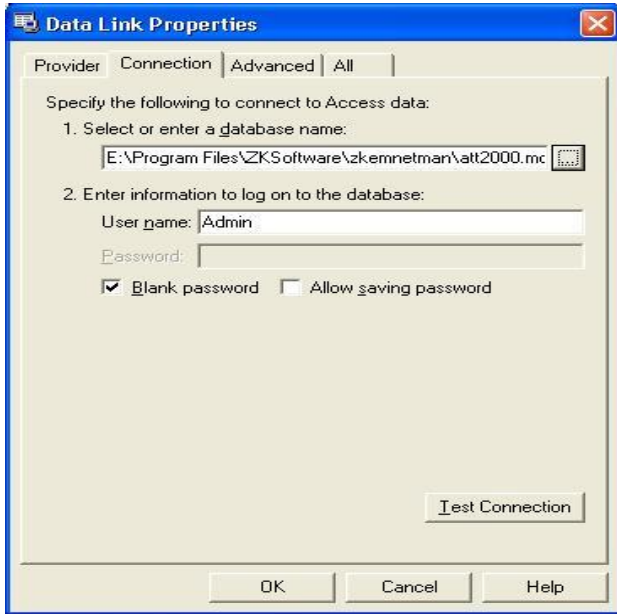 Data Link Properties
Provider Connection Advanced All
Specify the following to connect to Access data:
1. Select or enter a database name:
E:\Program Files\ZKSoftware\zkemnetman\att2000.mc ...
2. Enter information to log on to the database:
User name: Admin
Password:
Blank password Allow saving password
Test Connection
OK Cancel Help